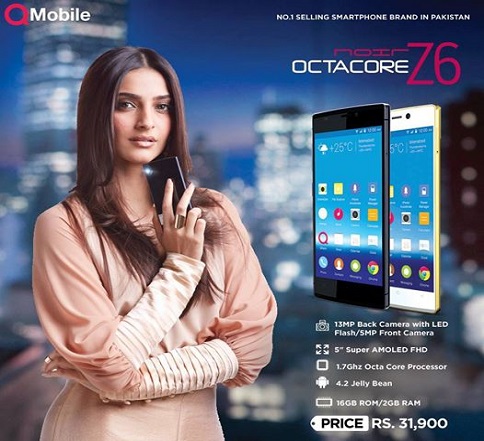 QMobile
NO.1 SELLING SMARTPHONE BRAND IN PAKISTAN
noir
OCTACORE Z6
+25°C
13MP Back Camera with LED
Flash/5MP Front Camera
5" Super AMOLED FHD
1.7Ghz Octa Core Processor
4.2 Jelly Bean
16GB ROM/2GB RAM
PRICE RS. 31,900